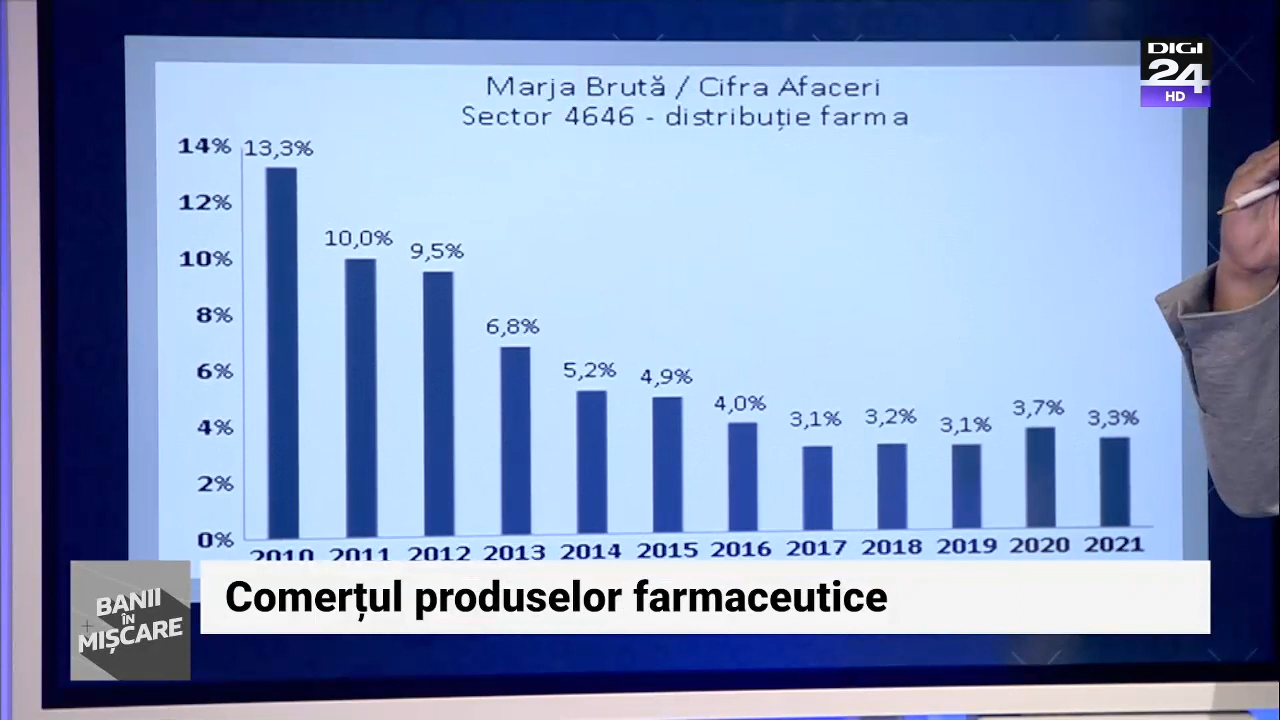 DIGI
24
HD
Marja Brută / Cifra Afaceri
Sector 4646 - distribuție farma
14%
12%
10%
8%
6%
4%
2%
0%
13,3%
10,0%
9,5%
6,8%
5,2%
4,9%
4,0%
3,1%
3,2%
3,1%
3,7%
3,3%
2010 2011 2012 2013 2014 2015 2016 2017 2018 2019 2020 2021
BANII
ÎN
MIȘCARE
Comerțul produselor farmaceutice